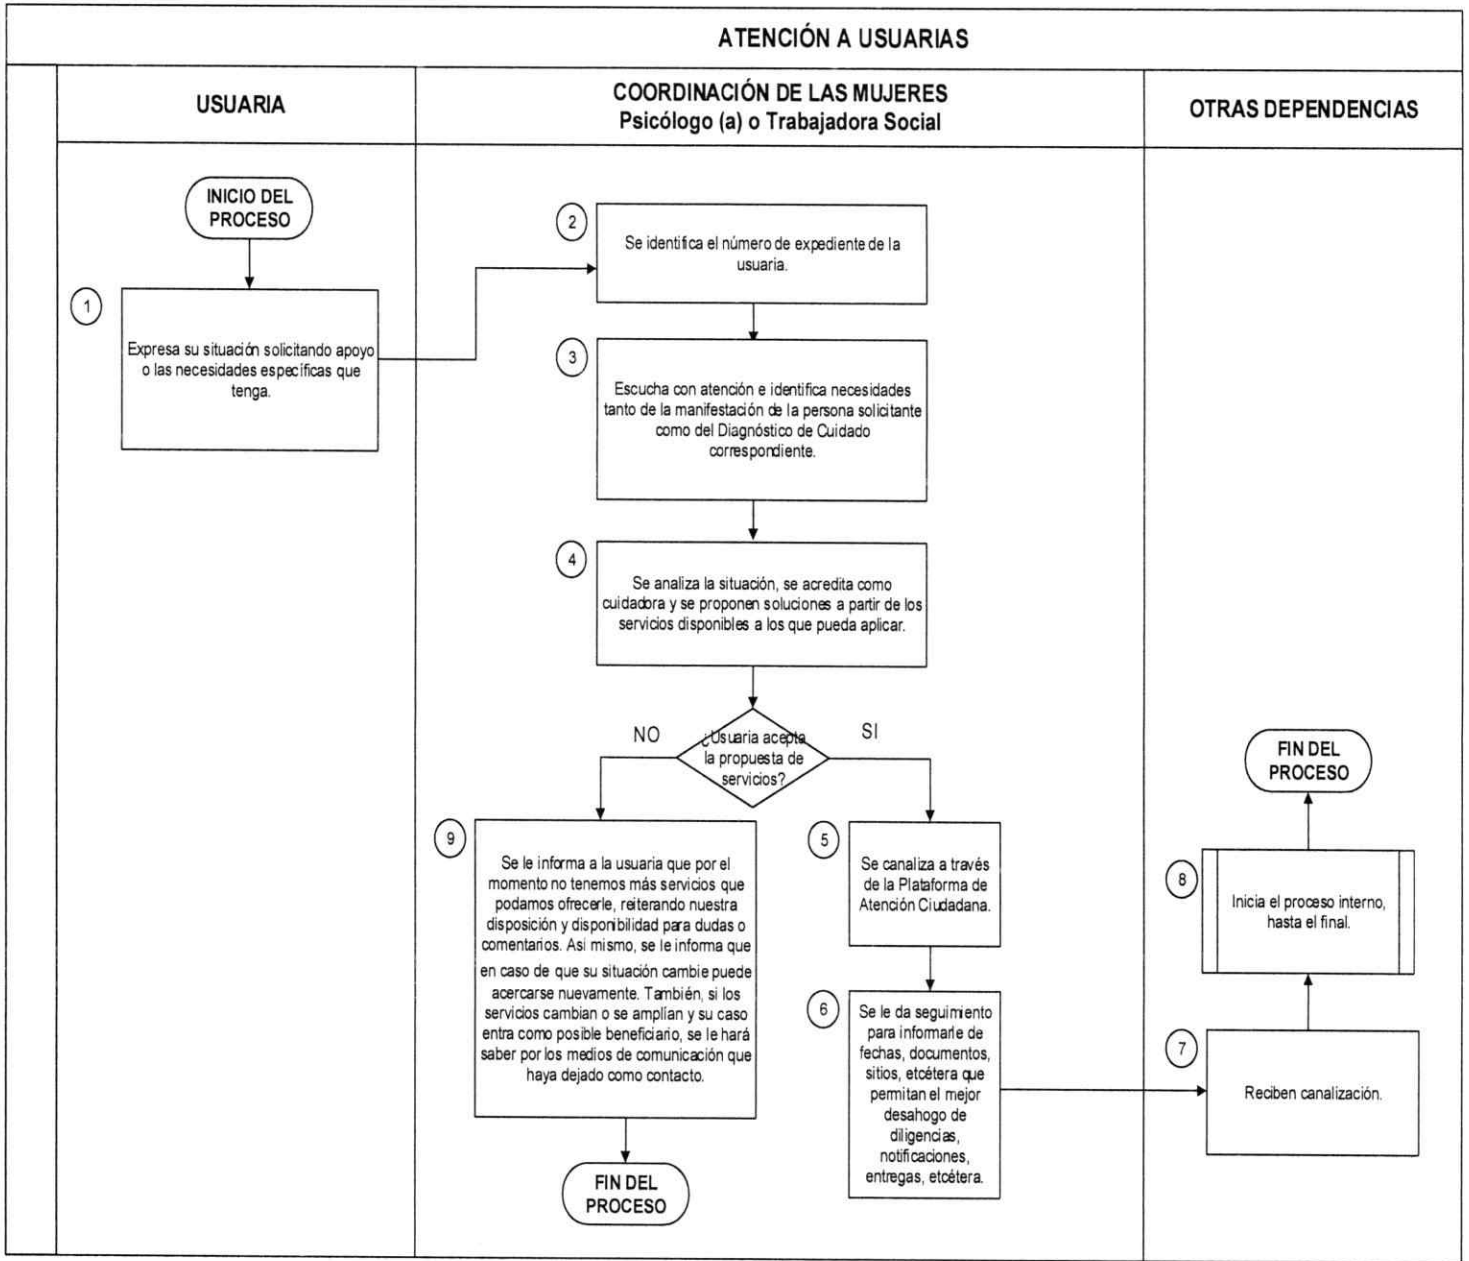 ATENCIÓN A USUARIAS
USUARIA
COORDINACIÓN DE LAS MUJERES
Psicólogo (a) o Trabajadora Social
OTRAS DEPENDENCIAS
INICIO DEL
PROCESO
1
Expresa su situación solicitando apoyo
o las necesidades específicas que
tenga.
2
Se identifica el número de expediente de la
usuaria.
3
Escucha con atención e identifica necesidades
tanto de la manifestación de la persona solicitante
como del Diagnóstico de Cuidado
correspondiente.
4
Se analiza la situación, se acredita como
cuidadora y se proponen soluciones a partir de los
servicios disponibles a los que pueda aplicar.
NO
¿Usuaria acepta
la propuesta de
servicios?
SI
9
Se le informa a la usuaria que por el
momento no tenemos más servicios que
podamos ofrecerle, reiterando nuestra
disposición y disponibilidad para dudas o
comentarios. Asi mismo, se le informa que
en caso de que su situación cambie puede
acercarse nuevamente. También, si los
servicios cambian o se amplían y su caso
entra como posible beneficiario, se le hará
saber por los medios de comunicación que
haya dejado como contacto.
FIN DEL
PROCESO
5
Se canaliza a través
de la Plataforma de
Atención Ciudadana.
6
Se le da seguimiento
para informarle de
fechas, documentos,
sitios, etcétera que
permitan el mejor
desahogo de
diligencias,
notificaciones,
entregas, etcétera.
7
Reciben canalización.
8
Inicia el proceso interno,
hasta el final.
FIN DEL
PROCESO